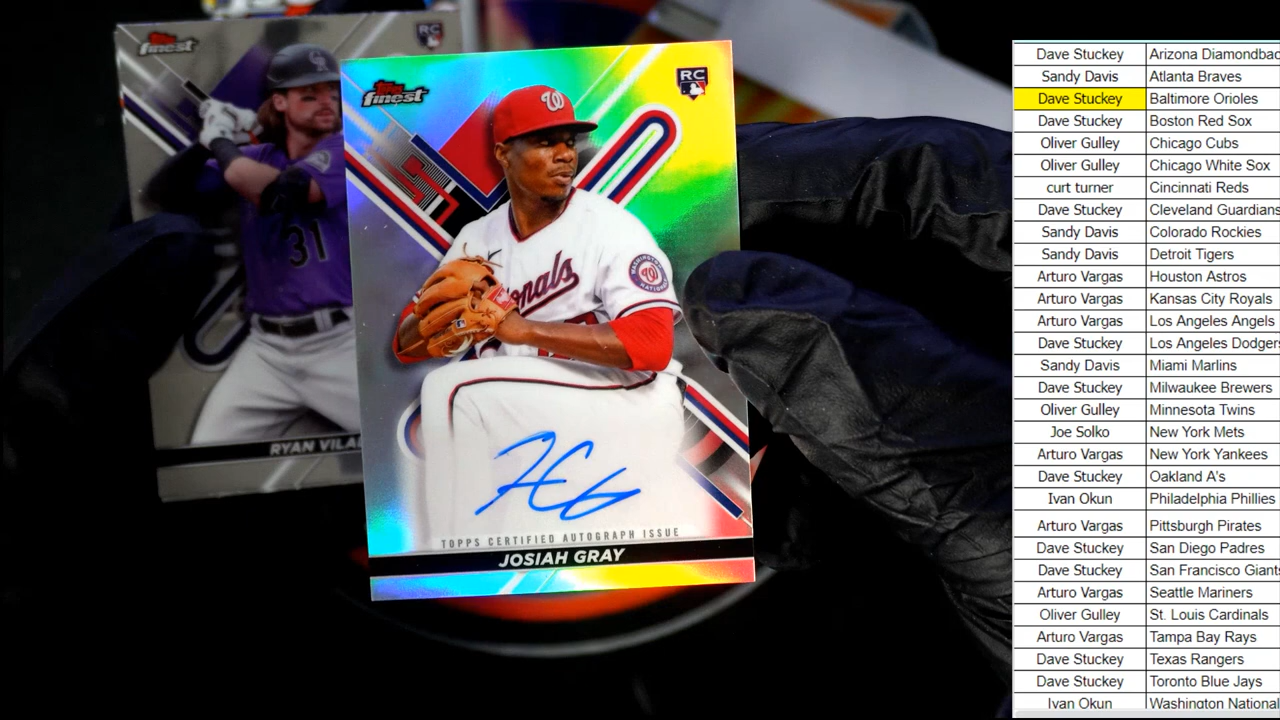 Topps finest
RC
31
RYAN VILA
Topps finest
RC
W
onals
WASHINGTON NATIONALS
W
TOPPS CERTIFIED AUTOGRAPH ISSUE
JOSIAH GRAY
Dave Stuckey Arizona Diamondbac
Sandy Davis Atlanta Braves
Dave Stuckey Baltimore Orioles
Dave Stuckey Boston Red Sox
Oliver Gulley Chicago Cubs
Oliver Gulley Chicago White Sox
curt turner Cincinnati Reds
Dave Stuckey Cleveland Guardians
Sandy Davis Colorado Rockies
Sandy Davis Detroit Tigers
Arturo Vargas Houston Astros
Arturo Vargas Kansas City Royals
Arturo Vargas Los Angeles Angels
Dave Stuckey Los Angeles Dodgers
Sandy Davis Miami Marlins
Dave Stuckey Milwaukee Brewers
Oliver Gulley Minnesota Twins
Joe Solko New York Mets
Arturo Vargas New York Yankees
Dave Stuckey Oakland A's
Ivan Okun Philadelphia Phillies
Arturo Vargas Pittsburgh Pirates
Dave Stuckey San Diego Padres
Dave Stuckey San Francisco Giants
Arturo Vargas Seattle Mariners
Oliver Gulley St. Louis Cardinals
Arturo Vargas Tampa Bay Rays
Dave Stuckey Texas Rangers
Dave Stuckey Toronto Blue Jays
Ivan Okun Washington National